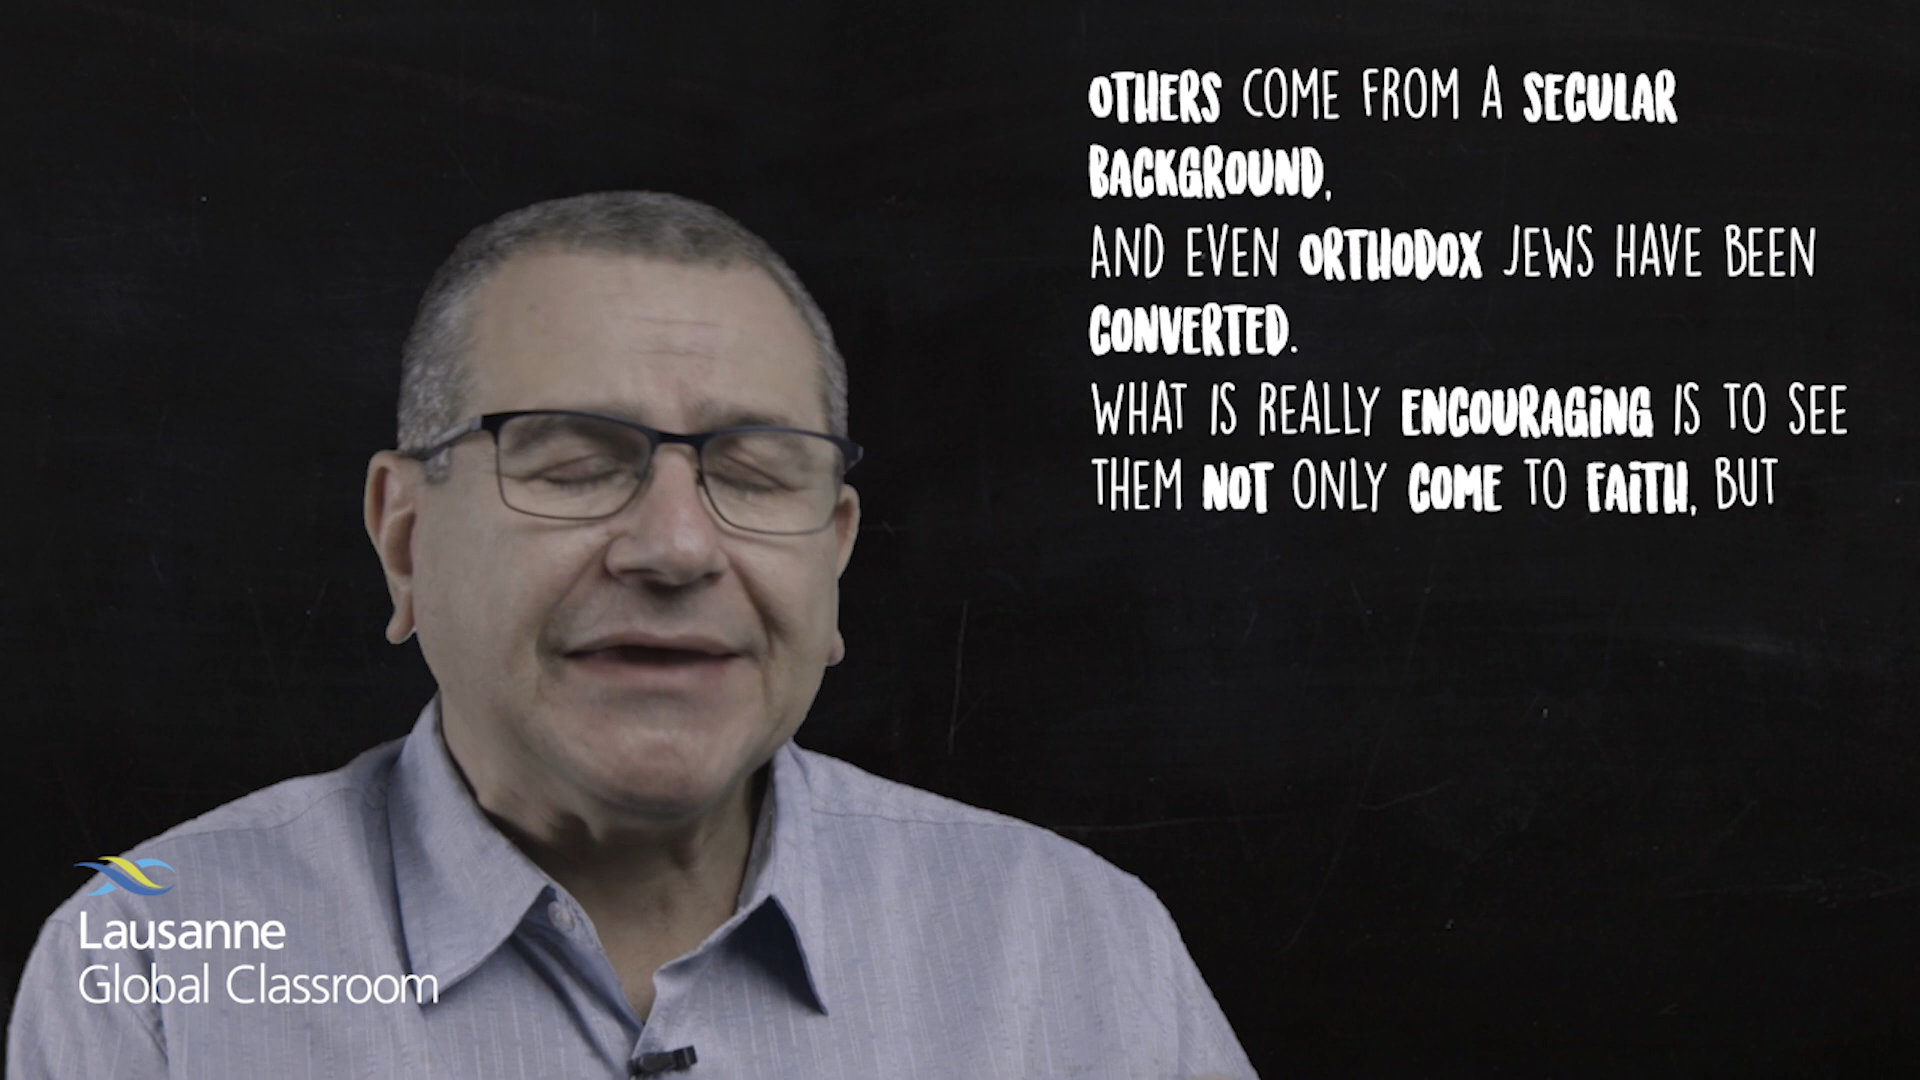 OTHERS COME FROM A SECULAR
BACKGROUND,
AND EVEN ORTHODOX JEWS HAVE BEEN
CONVERTED.
WHAT IS REALLY ENCOURAGING IS TO SEE
THEM NOT ONLY COME TO FAITH, BUT
Lausanne
Global Classroom